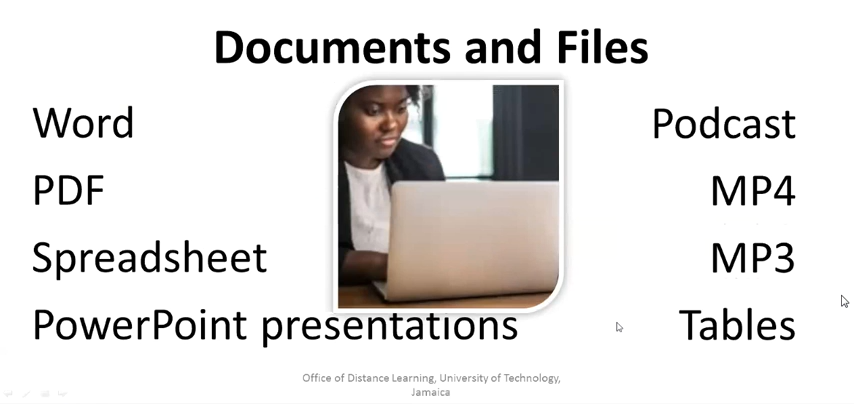 Documents and Files
Word
PDF
Spreadsheet
PowerPoint presentations
Podcast
MP4
MP3
Tables
Office of Distance Learning, University of Technology,
Jamaica